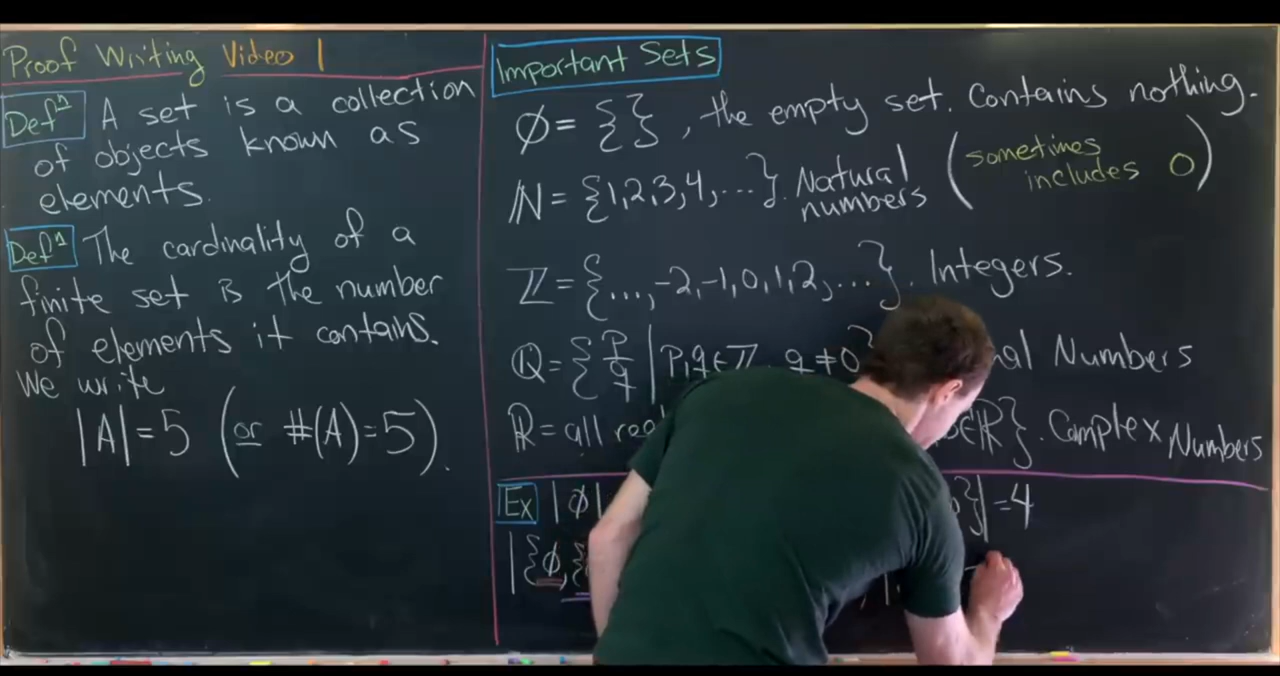 Proof Writing Video 1
Defⁿ A set is a collection
of objects known as
elements.
Defⁿ The cardinality of a
finite set is the number
of elements it contains.
We write
|A|=5 (or #(A)=5).
Important Sets
∅={ }, the empty set. Contains nothing.
ℕ={1,2,3,4,...}. Natural numbers (sometimes includes 0)
ℤ={...,-2,-1,0,1,2,...}. Integers.
ℚ={p/q | p,q∈ℤ, q≠0} Numbers
ℝ=all ∈ℝ}. Complex Numbers
Ex |∅| }|=4
|{∅,{